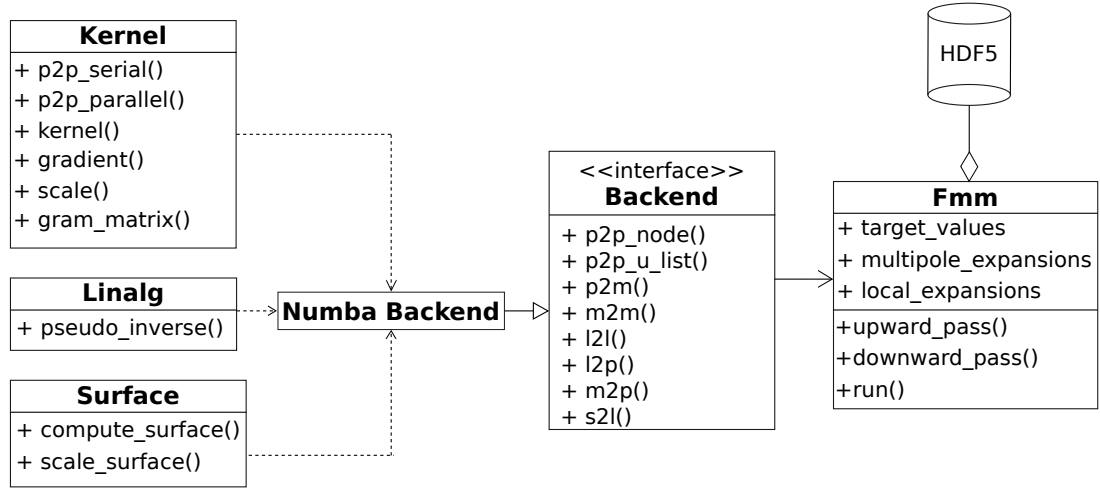 Kernel
+ p2p_serial()
+ p2p_parallel()
+ kernel()
+ gradient()
+ scale()
+ gram_matrix()
Linalg
+ pseudo_inverse()
Surface
+ compute_surface()
+ scale_surface()
Numba Backend
<<interface>>
Backend
+ p2p_node()
+ p2p_u_list()
+ p2m()
+ m2m()
+ l2l()
+ l2p()
+ m2p()
+ s2l()
HDF5
Fmm
+ target_values
+ multipole_expansions
+ local_expansions
+upward_pass()
+downward_pass()
+run()